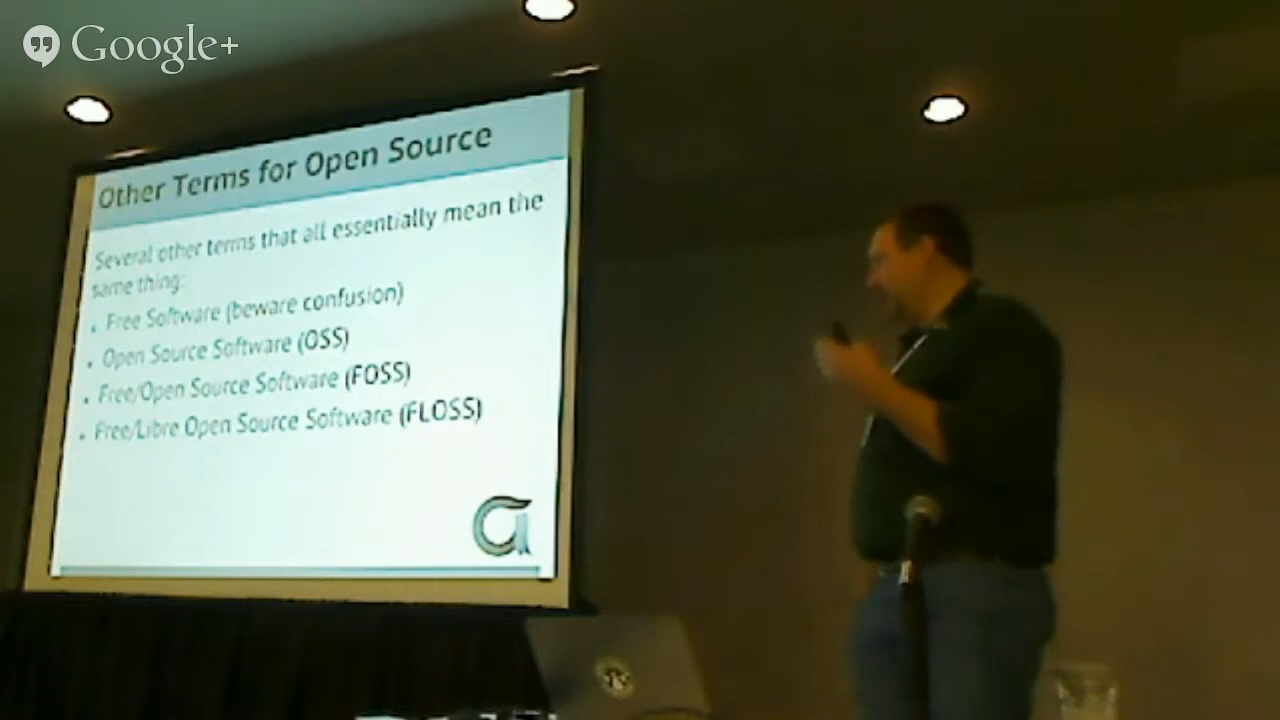 Google+
Other Terms for Open Source
Several other terms that all essentially mean the
same thing:
• Free Software (beware confusion)
• Open Source Software (OSS)
• Free/Open Source Software (FOSS)
• Free/Libre Open Source Software (FLOSS)